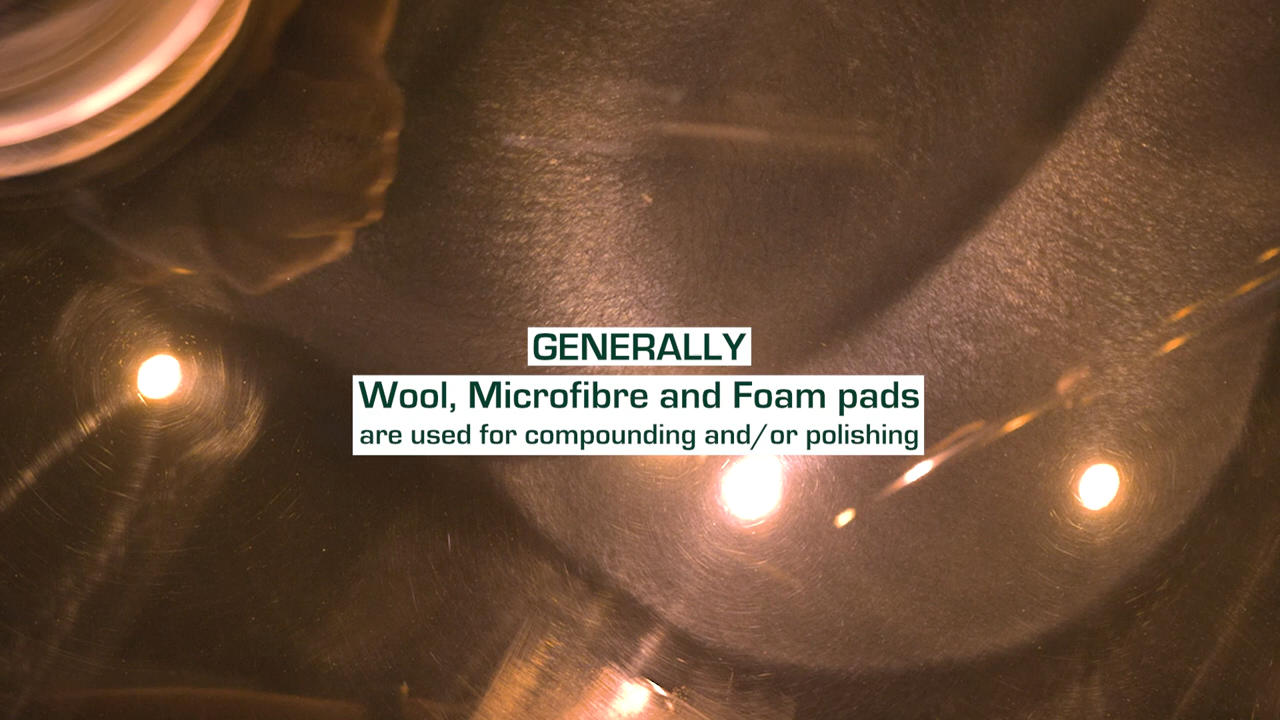 GENERALLY
Wool, Microfibre and Foam pads
are used for compounding and/or polishing